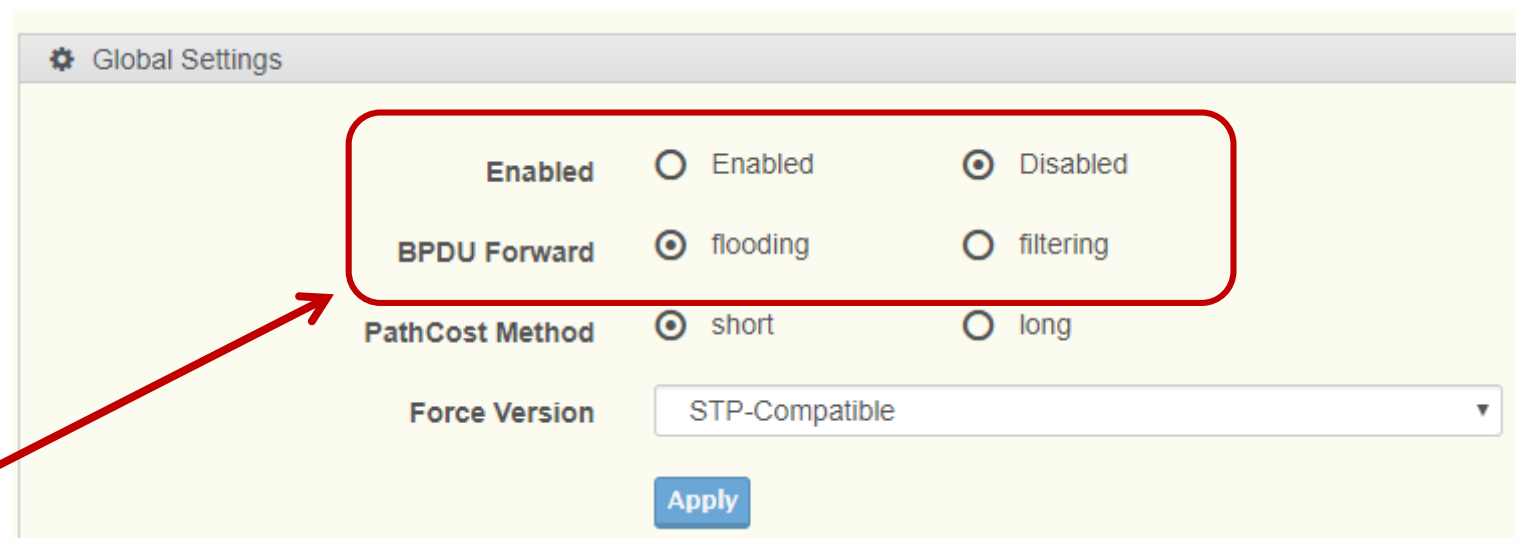 Global Settings
Enabled Enabled Disabled
BPDU Forward flooding filtering
PathCost Method short long
Force Version STP-Compatible
Apply